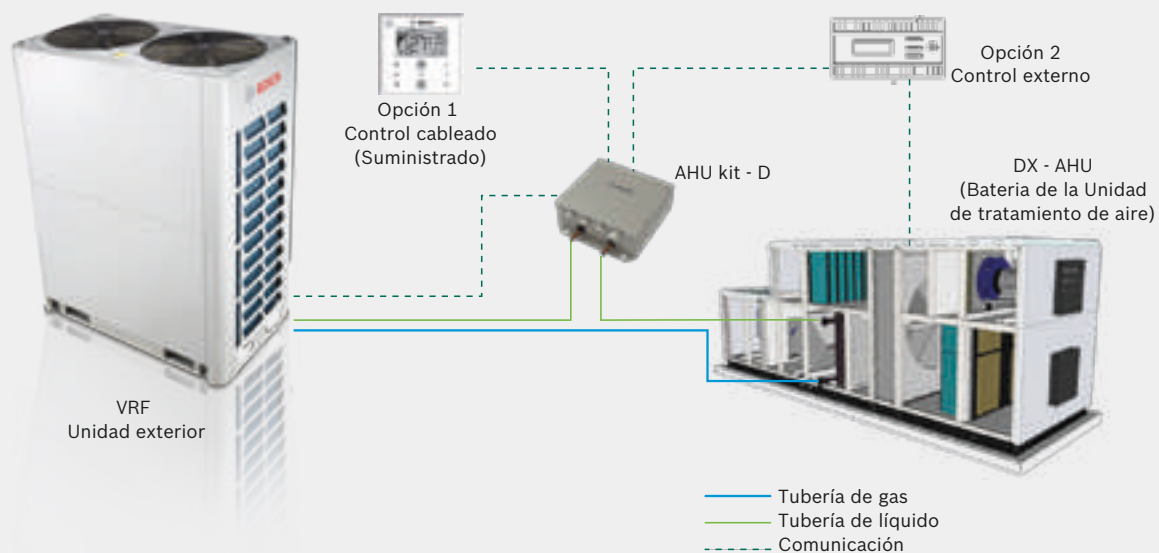 BOSCH
Opción 1
Control cableado
(Suministrado)
Opción 2
Control externo
AHU kit - D
DX - AHU
(Bateria de la Unidad
de tratamiento de aire)
VRF
Unidad exterior
Tubería de gas
Tubería de líquido
Comunicación